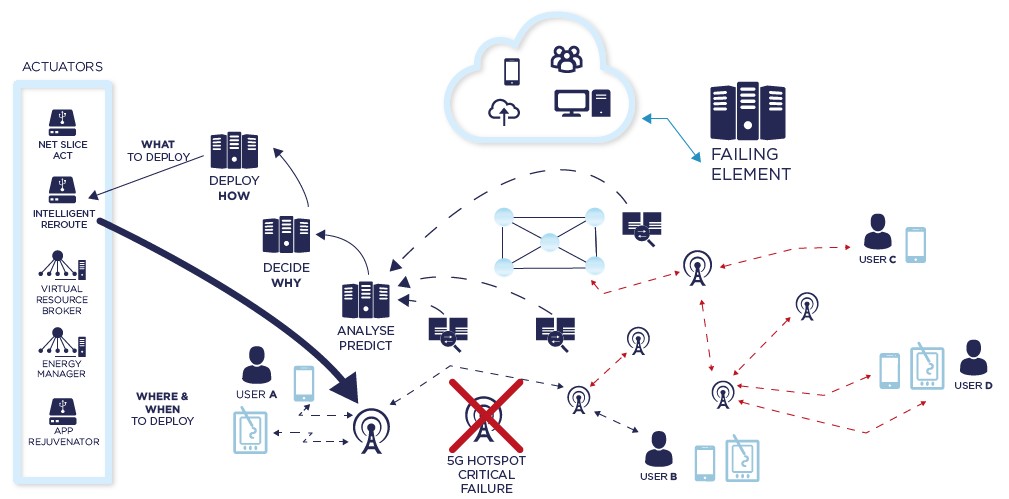 ACTUATORS
NET SLICE
ACT
INTELLIGENT
REROUTE
VIRTUAL
RESOURCE
BROKER
ENERGY
MANAGER
APP
REJUVENATOR
WHAT
TO DEPLOY
DEPLOY
HOW
DECIDE
WHY
ANALYSE
PREDICT
WHERE &
WHEN
TO DEPLOY
USER A
5G HOTSPOT
CRITICAL
FAILURE
FAILING
ELEMENT
USER C
USER D
USER B